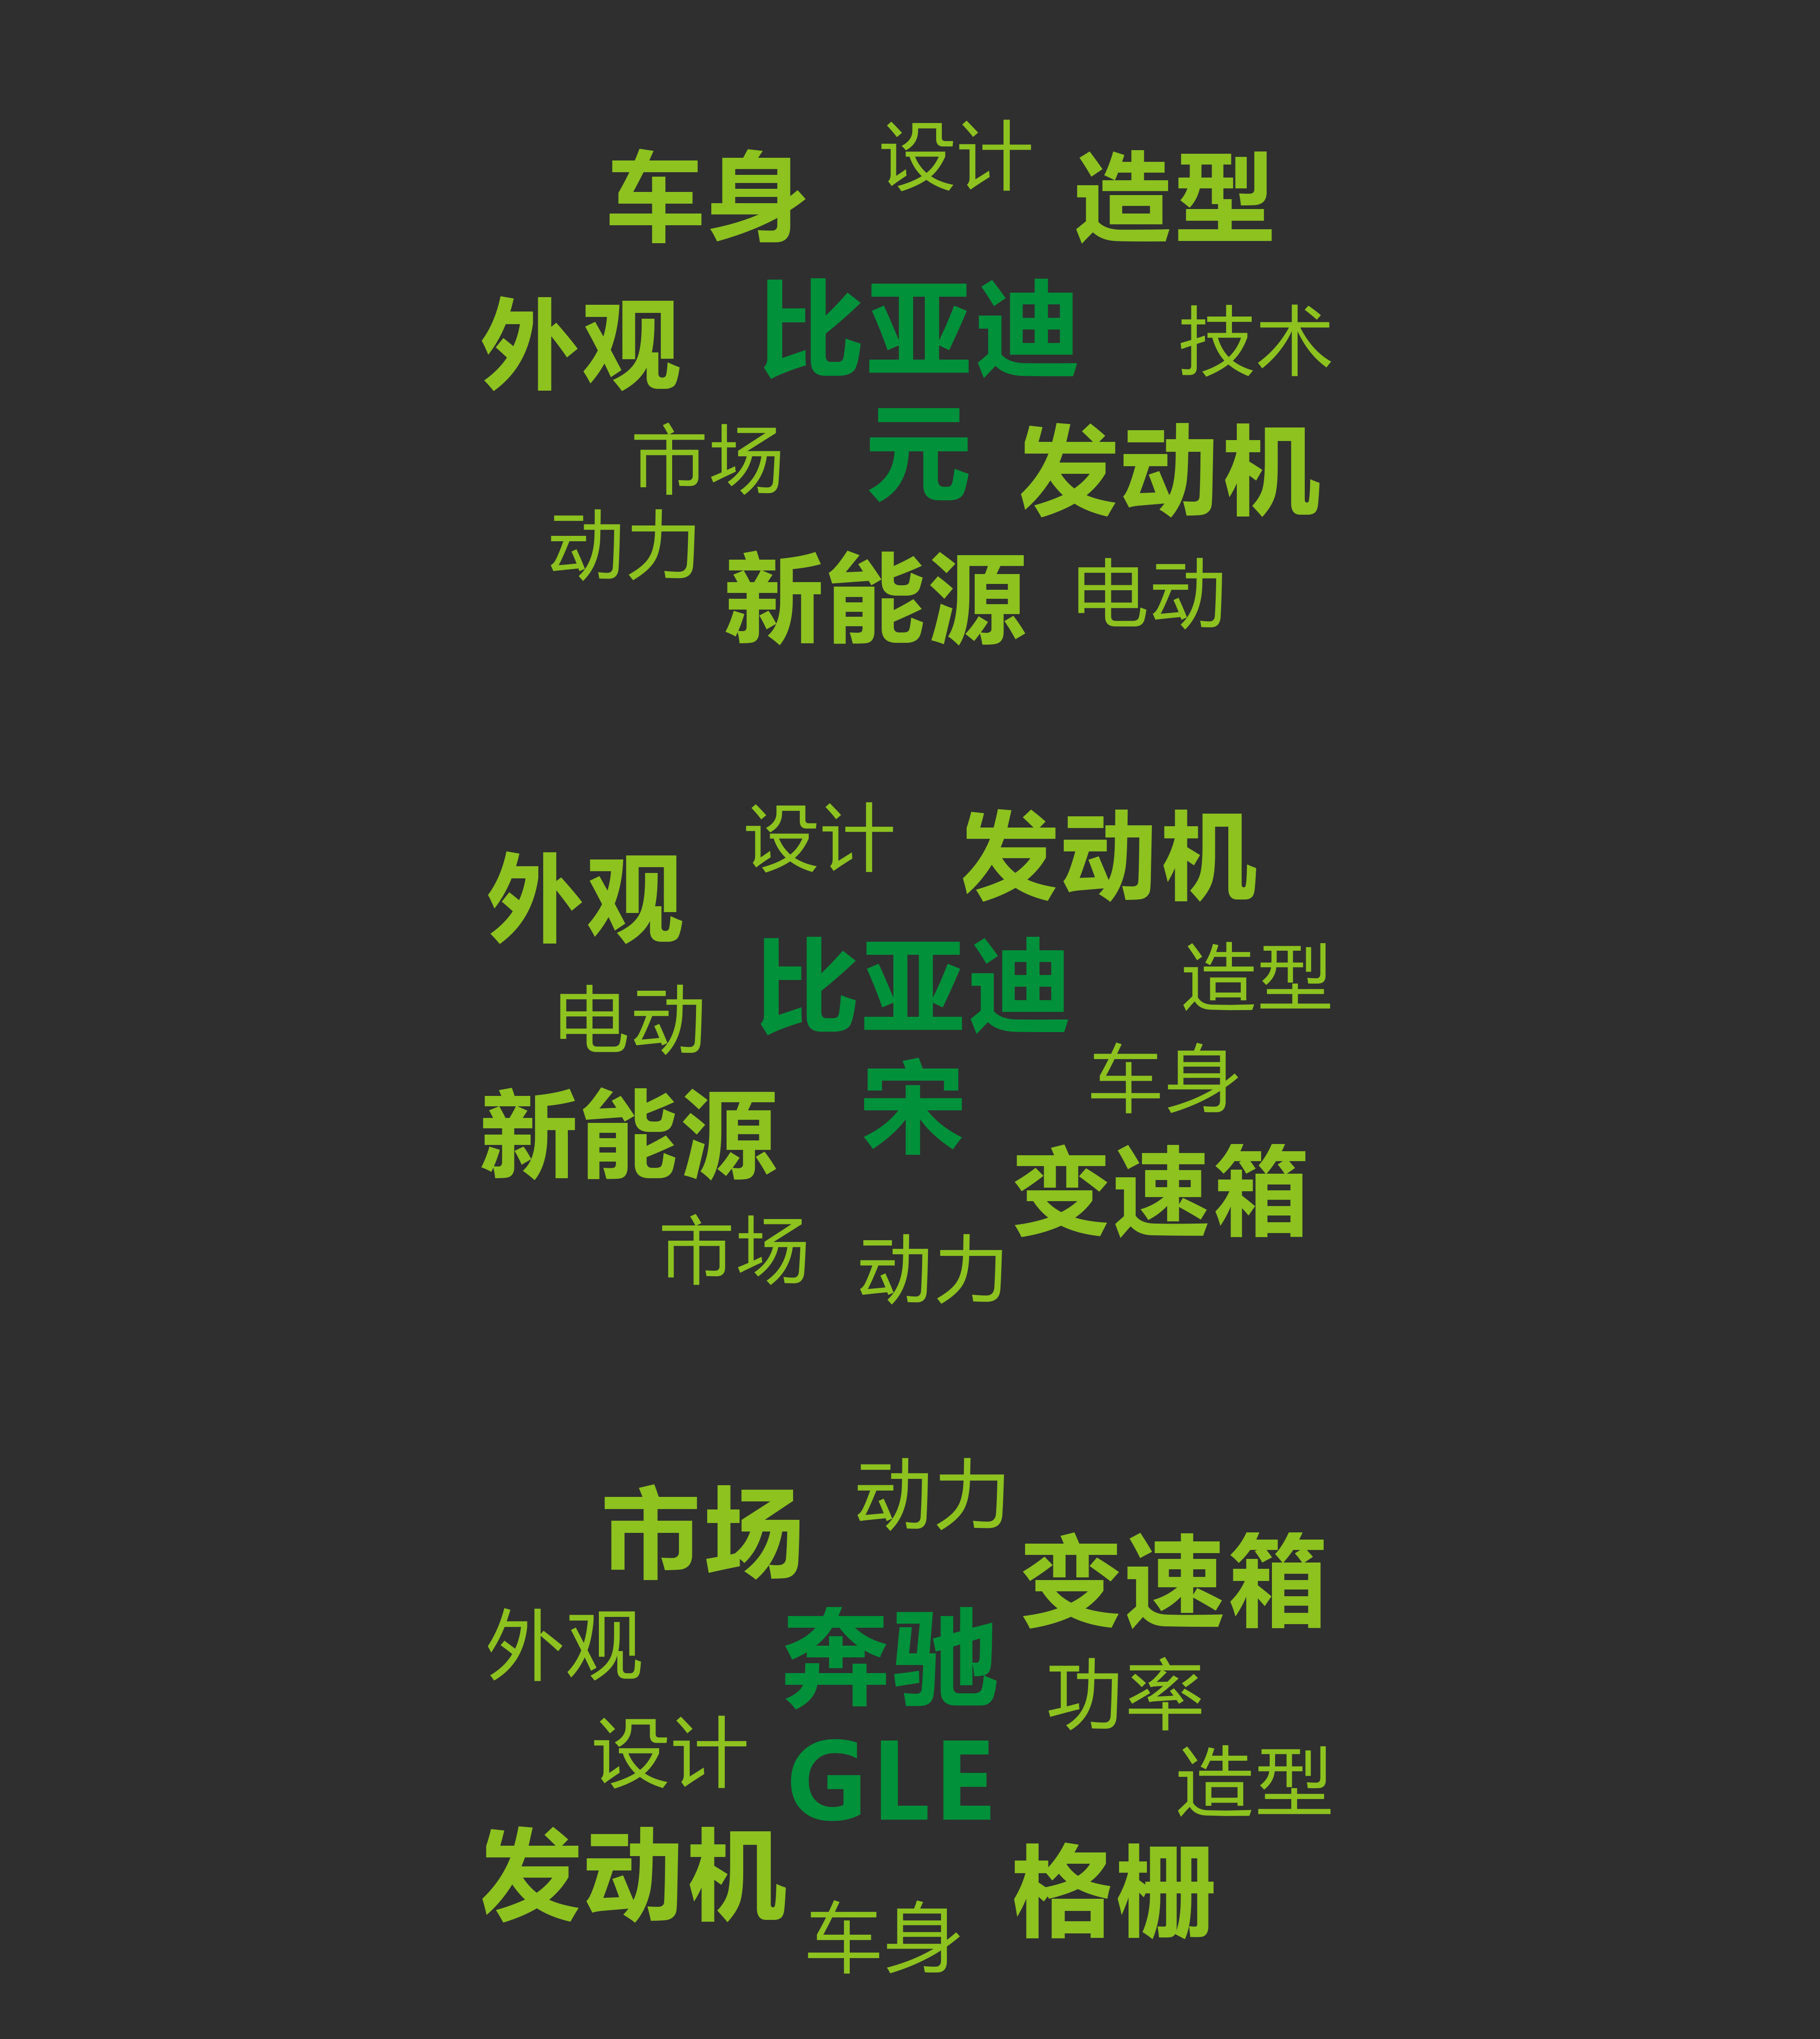 设计
车身
造型
比亚迪
元
外观
技术
市场
发动机
动力
新能源
电动
设计
发动机
外观
比亚迪
宋
造型
电动
车身
新能源
变速箱
市场
动力
动力
市场
变速箱
外观
奔驰
GLE
功率
设计
造型
发动机
格栅
车身